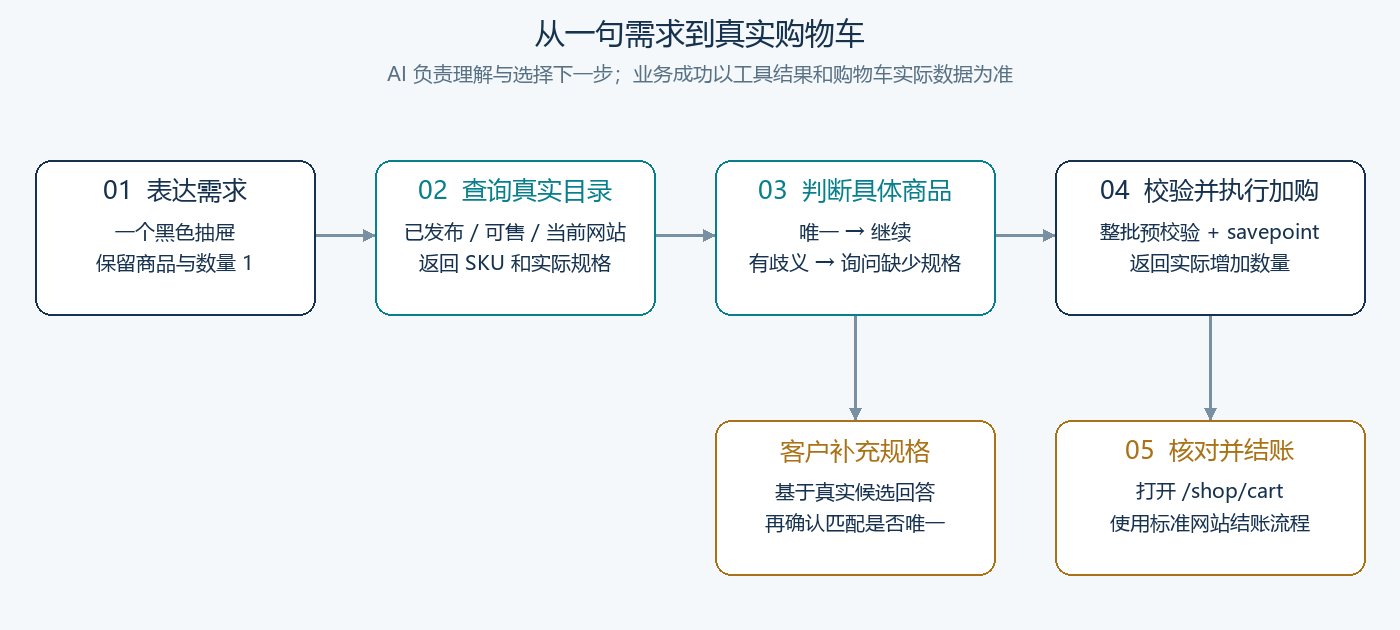 从一句需求到真实购物车
AI 负责理解与选择下一步；业务成功以工具结果和购物车实际数据为准
01 表达需求
一个黑色抽屉
保留商品与数量 1
02 查询真实目录
已发布 / 可售 / 当前网站
返回 SKU 和实际规格
03 判断具体商品
唯一 → 继续
有歧义 → 询问缺少规格
04 校验并执行加购
整批预校验 + savepoint
返回实际增加数量
客户补充规格
基于真实候选回答
再确认匹配是否唯一
05 核对并结账
打开 /shop/cart
使用标准网站结账流程